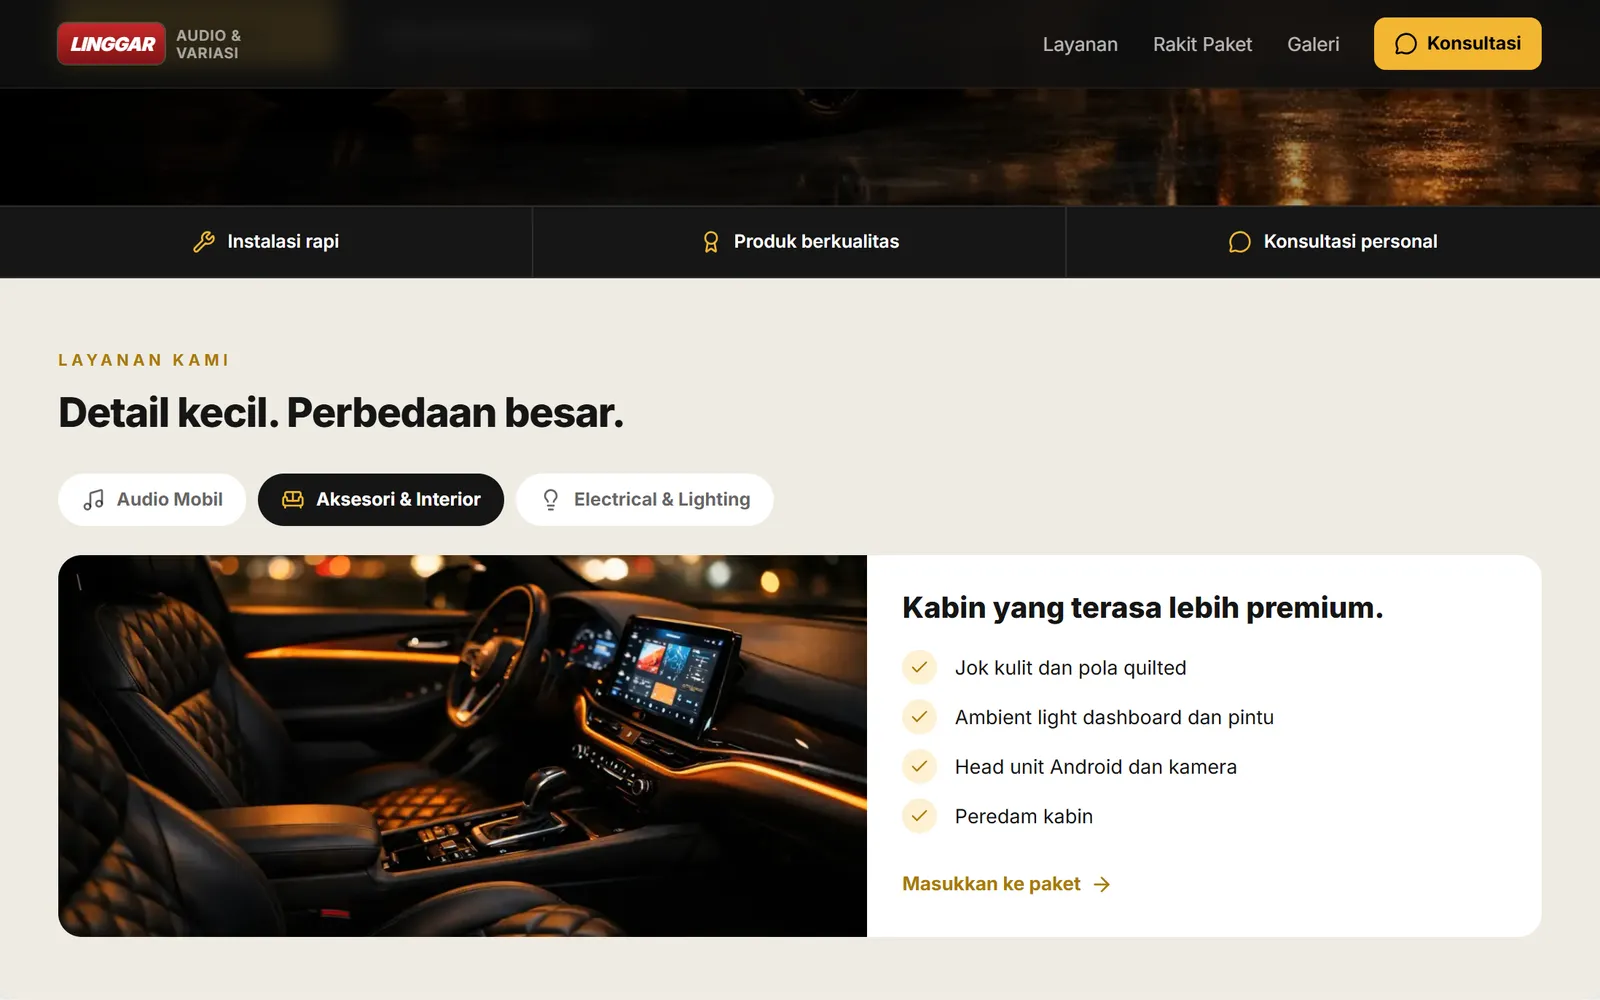 LINGGAR
AUDIO &
VARIASI
Layanan
Rakit Paket
Galeri
Konsultasi
Instalasi rapi
Produk berkualitas
Konsultasi personal
LAYANAN KAMI
Detail kecil. Perbedaan besar.
Audio Mobil
Aksesori & Interior
Electrical & Lighting
Kabin yang terasa lebih premium.
Jok kulit dan pola quilted
Ambient light dashboard dan pintu
Head unit Android dan kamera
Peredam kabin
Masukkan ke paket